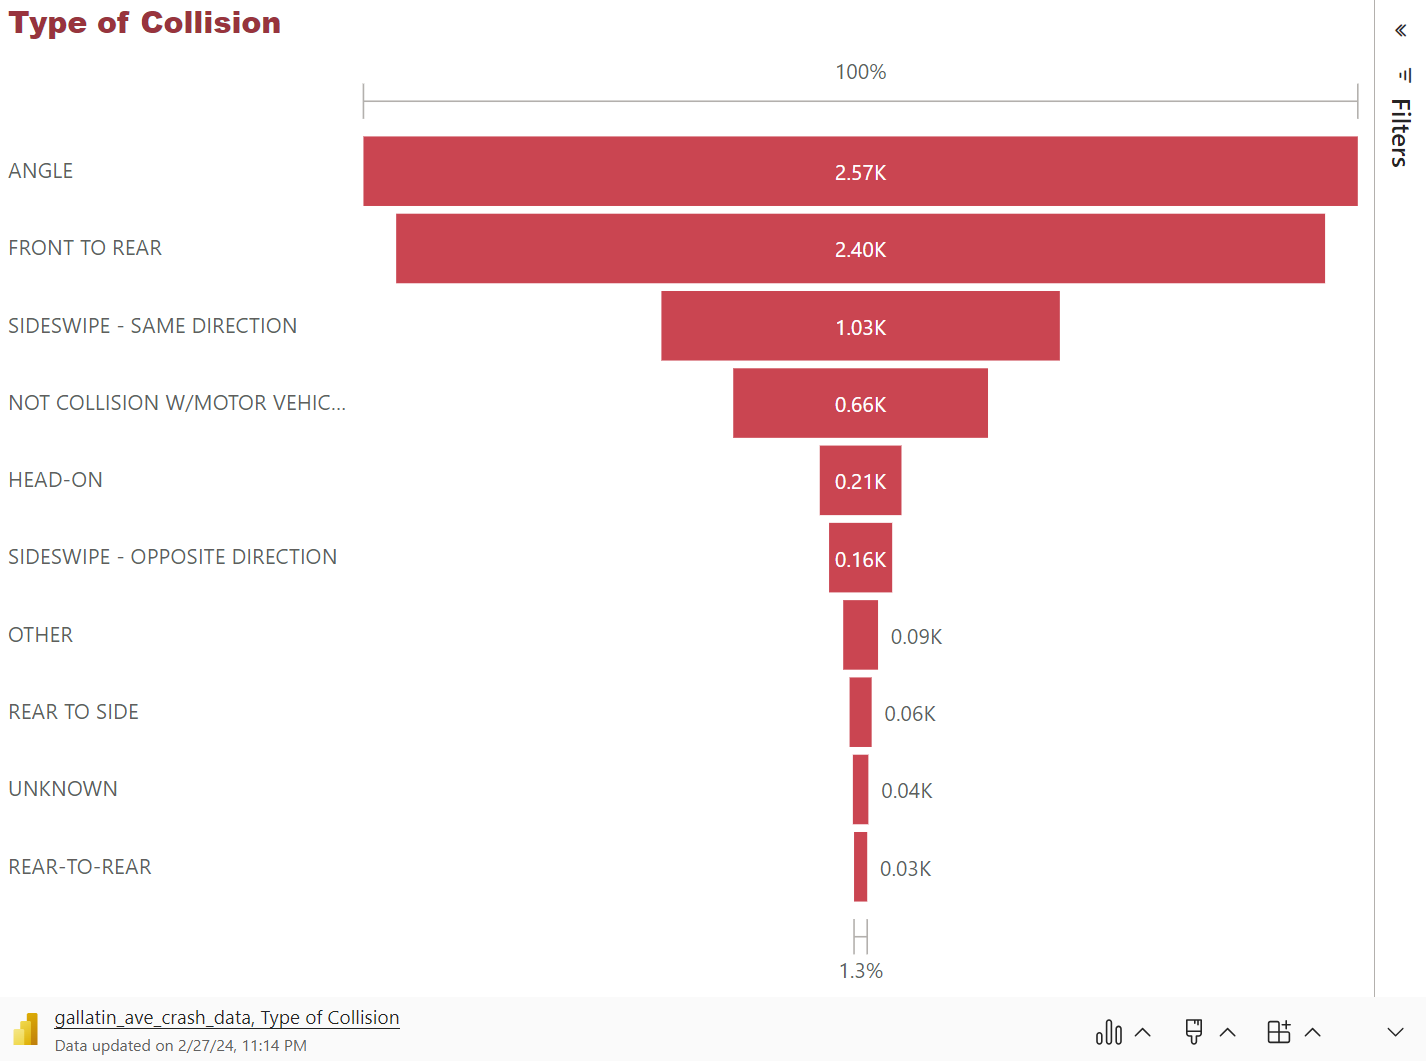 Type of Collision
100%
ANGLE
2.57K
FRONT TO REAR
2.40K
SIDESWIPE - SAME DIRECTION
1.03K
NOT COLLISION W/MOTOR VEHIC...
0.66K
HEAD-ON
0.21K
SIDESWIPE - OPPOSITE DIRECTION
0.16K
OTHER
0.09K
REAR TO SIDE
0.06K
UNKNOWN
0.04K
REAR-TO-REAR
0.03K
1.3%
Filters
gallatin_ave_crash_data, Type of Collision
Data updated on 2/27/24, 11:14 PM